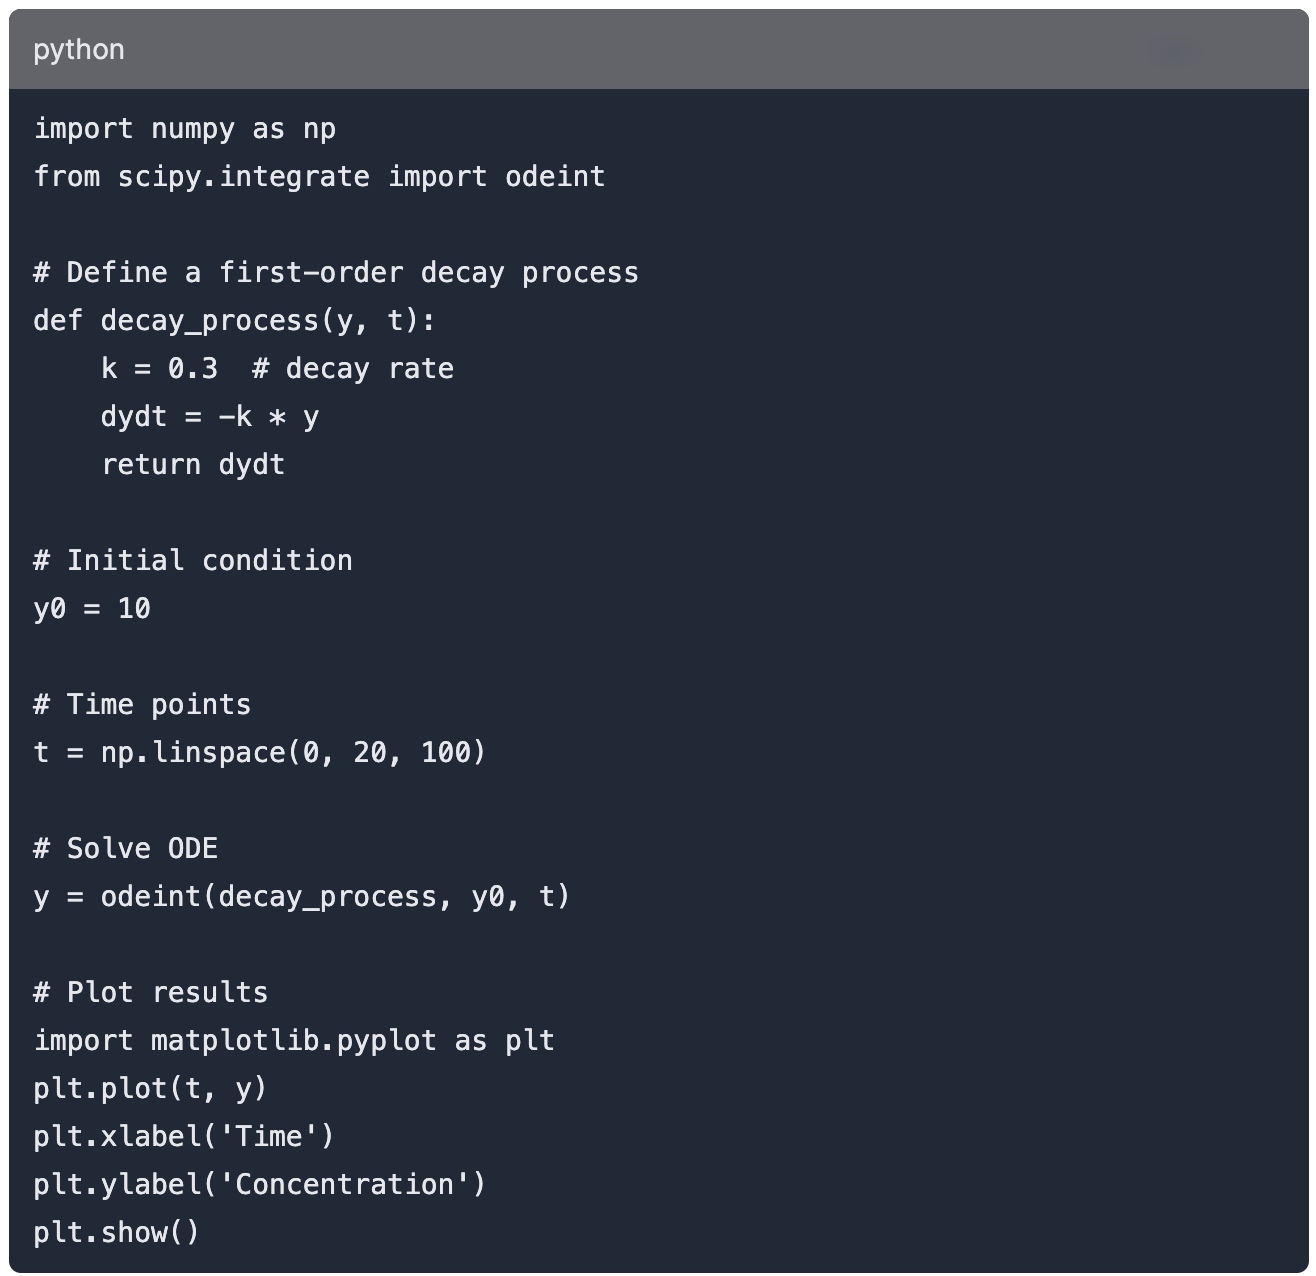 python
import numpy as np
from scipy.integrate import odeint
# Define a first-order decay process
def decay_process(y, t):
    k = 0.3  # decay rate
    dydt = -k * y
    return dydt
# Initial condition
y0 = 10
# Time points
t = np.linspace(0, 20, 100)
# Solve ODE
y = odeint(decay_process, y0, t)
# Plot results
import matplotlib.pyplot as plt
plt.plot(t, y)
plt.xlabel('Time')
plt.ylabel('Concentration')
plt.show()